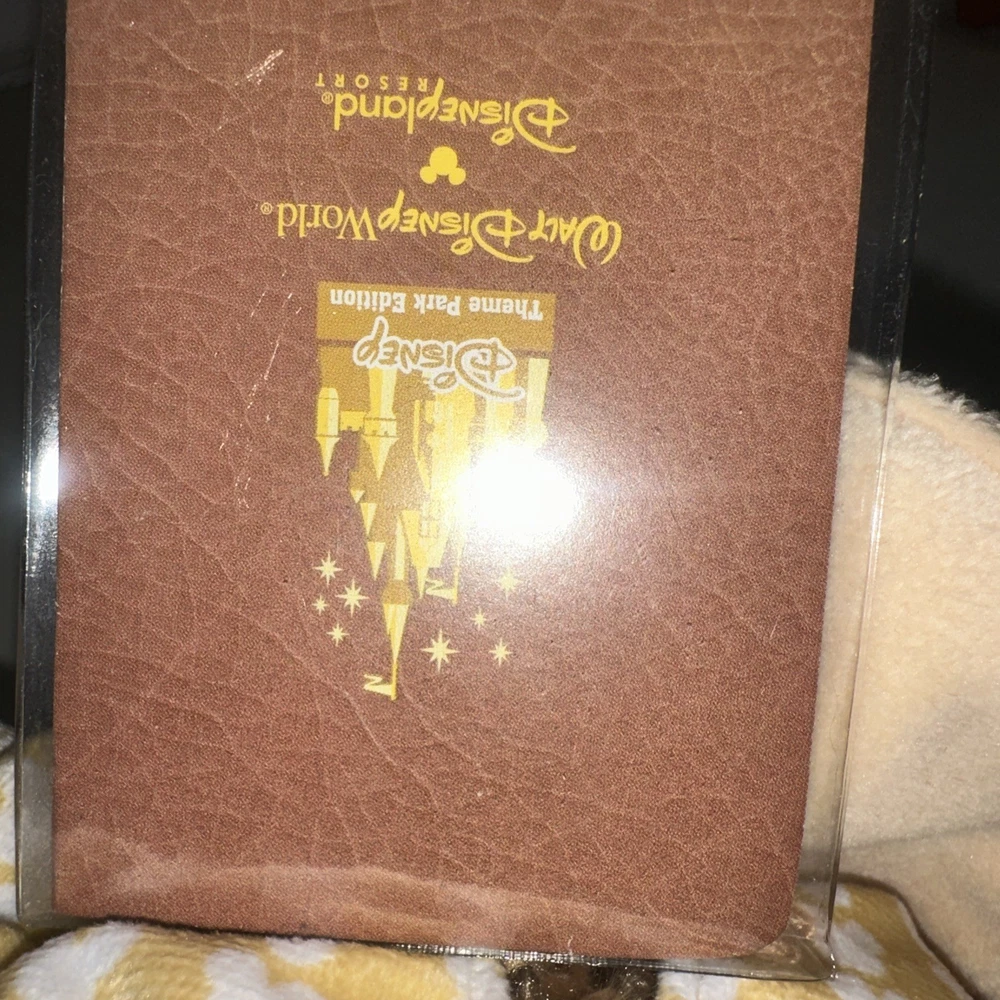 Disney
Theme Park Edition
Walt Disney World®
Disneyland®
RESORT